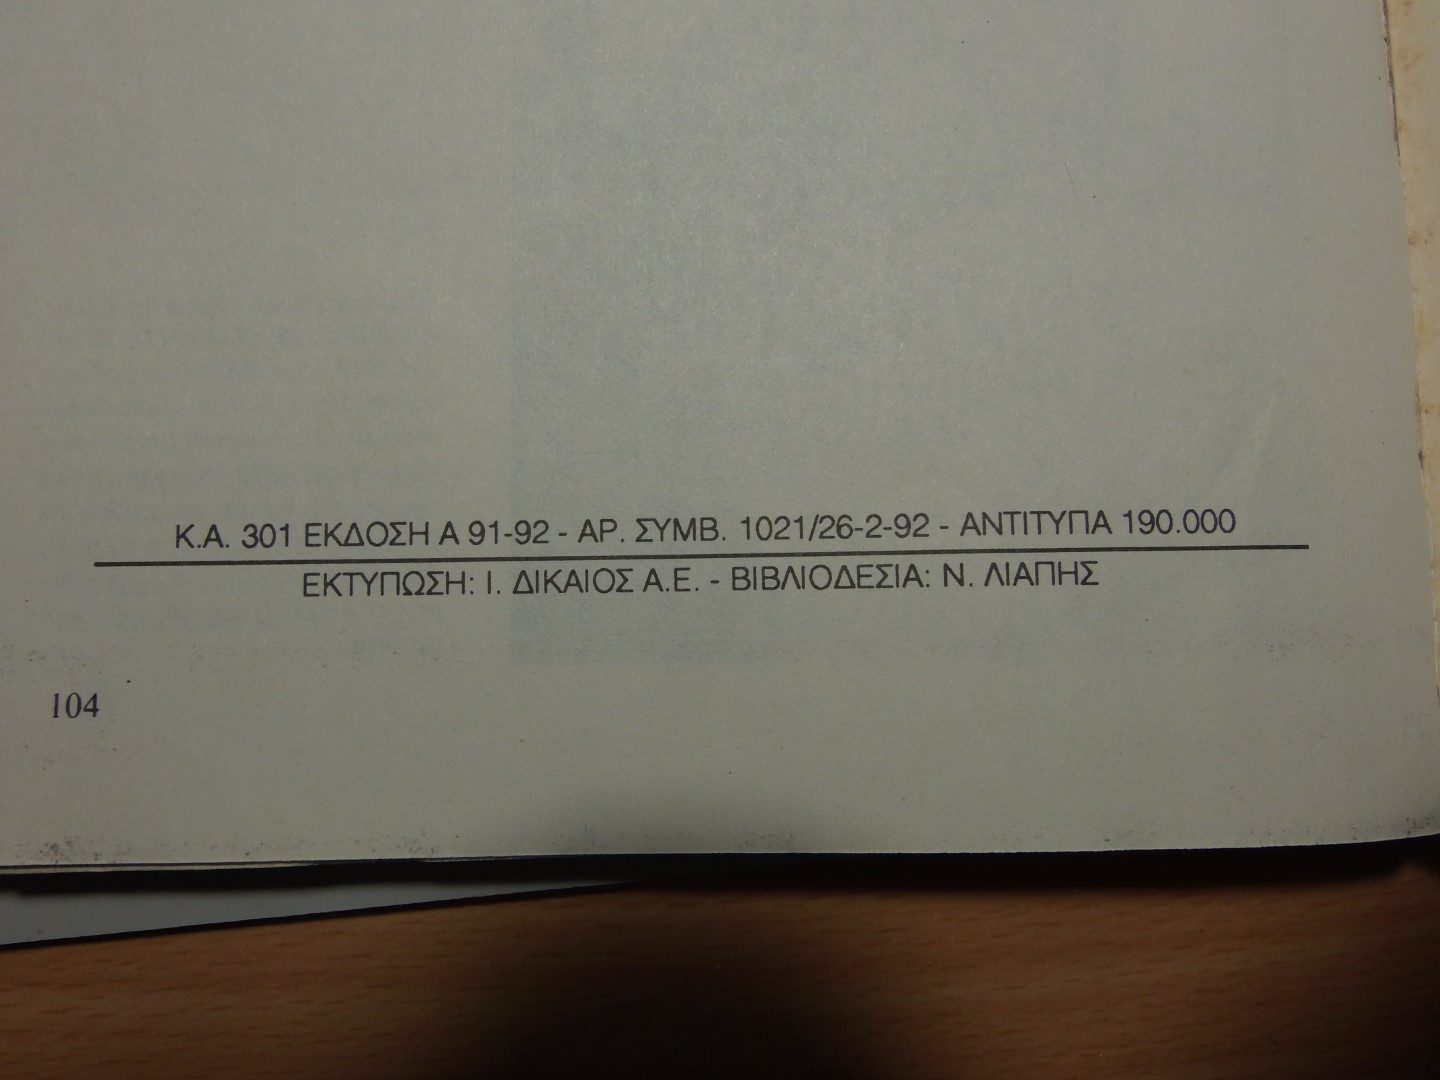 Κ.Α. 301 ΕΚΔΟΣΗ Α 91-92 - ΑΡ. ΣΥΜΒ. 1021/26-2-92 - ΑΝΤΙΤΥΠΑ 190.000
ΕΚΤΥΠΩΣΗ: Ι. ΔΙΚΑΙΟΣ Α.Ε. - ΒΙΒΛΙΟΔΕΣΙΑ: Ν. ΛΙΑΠΗΣ
104